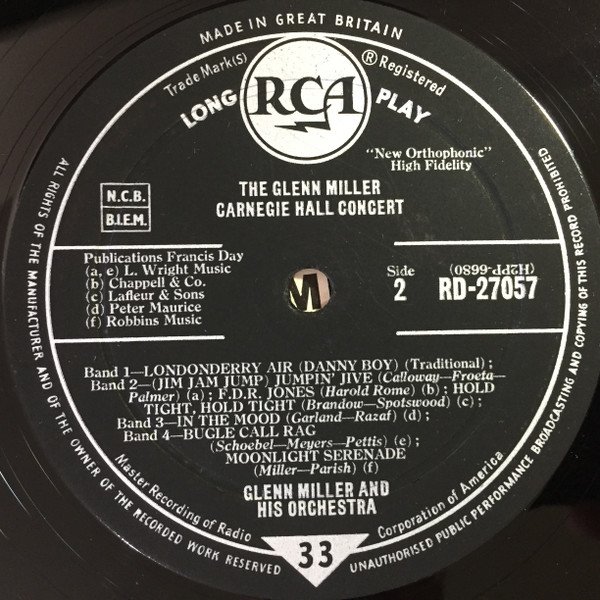 MADE IN GREAT BRITAIN
Trade Mark(s)
® Registered
LONG
RCA
PLAY
"New Orthophonic"
High Fidelity
THE GLENN MILLER
CARNEGIE HALL CONCERT
N.C.B.
B.I.E.M.
Publications Francis Day
(a, e) L. Wright Music
(b) Chappell & Co.
(c) Lafleur & Sons
(d) Peter Maurice
(f) Robbins Music
Side
2
(H2PP-6680)
RD-27057
Band 1—LONDONDERRY AIR (DANNY BOY) (Traditional) ;
Band 2—(JIM JAM JUMP) JUMPIN' JIVE (Calloway—Froeta—
Palmer) (a) ; F.D.R. JONES (Harold Rome) (b) ; HOLD
TIGHT, HOLD TIGHT (Brandow—Spotswood) (c) ;
Band 3—IN THE MOOD (Garland—Razaf) (d) ;
Band 4—BUGLE CALL RAG
(Schoebel—Meyers—Pettis) (e) ;
MOONLIGHT SERENADE
(Miller—Parish) (f)
GLENN MILLER AND
HIS ORCHESTRA
Master Recording of Radio
Corporation of America
33
ALL RIGHTS OF THE MANUFACTURER AND OF THE OWNER OF THE RECORDED WORK RESERVED
UNAUTHORISED PUBLIC PERFORMANCE BROADCASTING AND COPYING OF THIS RECORD PROHIBITED